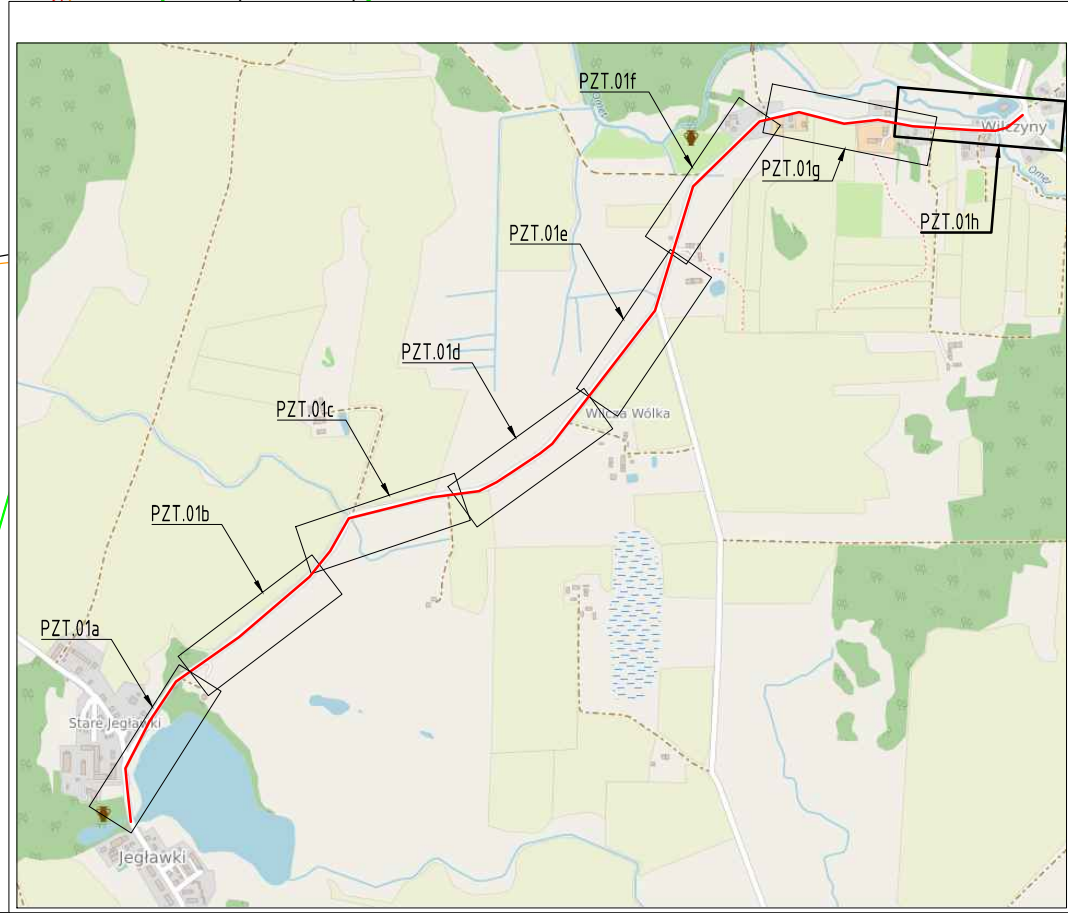 PZT.01f
Omet
Wilczyny
PZT.01g
Omet
PZT.01h
PZT.01e
PZT.01d
PZT.01c
Wilcza Wólka
PZT.01b
PZT.01a
Stare Jegławki
Jegławki